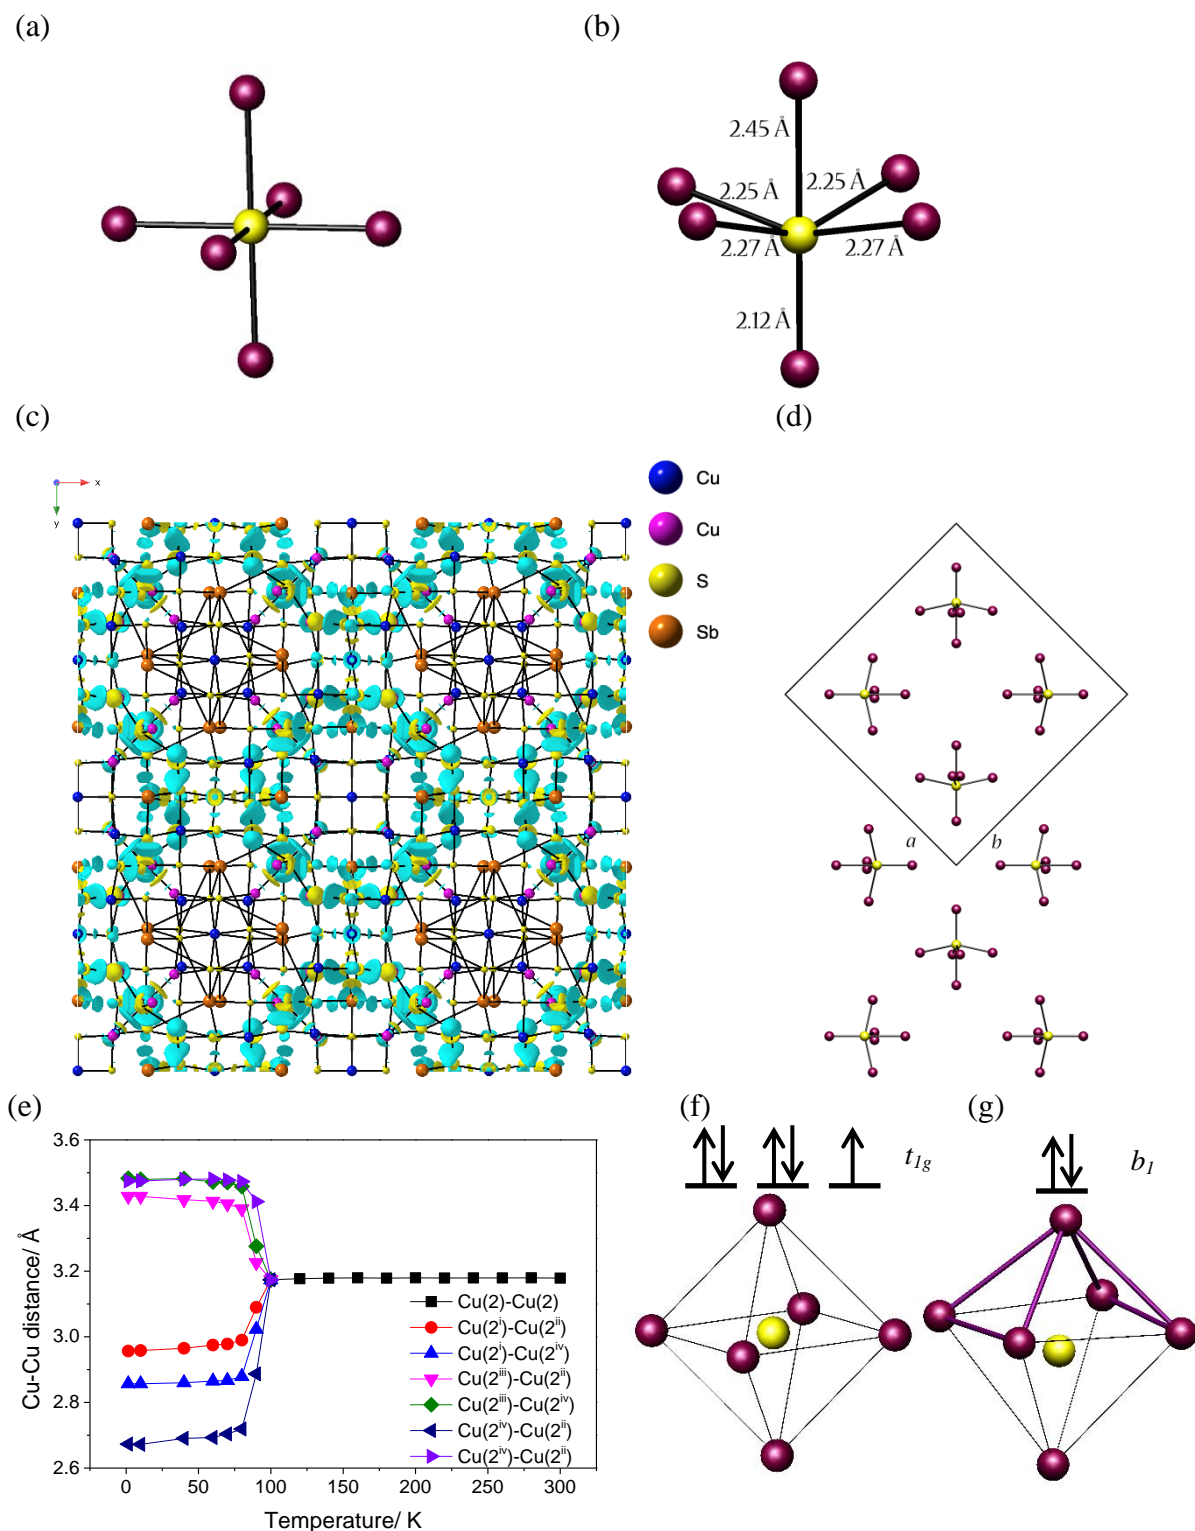 (a)
(b)
2.45 Å
2.25 Å
2.25 Å
2.27 Å
2.27 Å
2.12 Å
(c)
(d)
x
y
Cu
Cu
S
Sb
a
b
(e)
3.6
3.4
3.2
3.0
2.8
2.6
Cu-Cu distance/ Å
0
50
100
150
200
250
300
Temperature/ K
Cu(2)-Cu(2)
Cu(2ⁱ)-Cu(2ⁱⁱ)
Cu(2ⁱ)-Cu(2ⁱᵛ)
Cu(2ⁱⁱⁱ)-Cu(2ⁱⁱ)
Cu(2ⁱⁱⁱ)-Cu(2ⁱᵛ)
Cu(2ⁱᵛ)-Cu(2ⁱⁱ)
Cu(2ⁱᵛ)-Cu(2ⁱⁱ)
(f)
t₁g
(g)
b₁